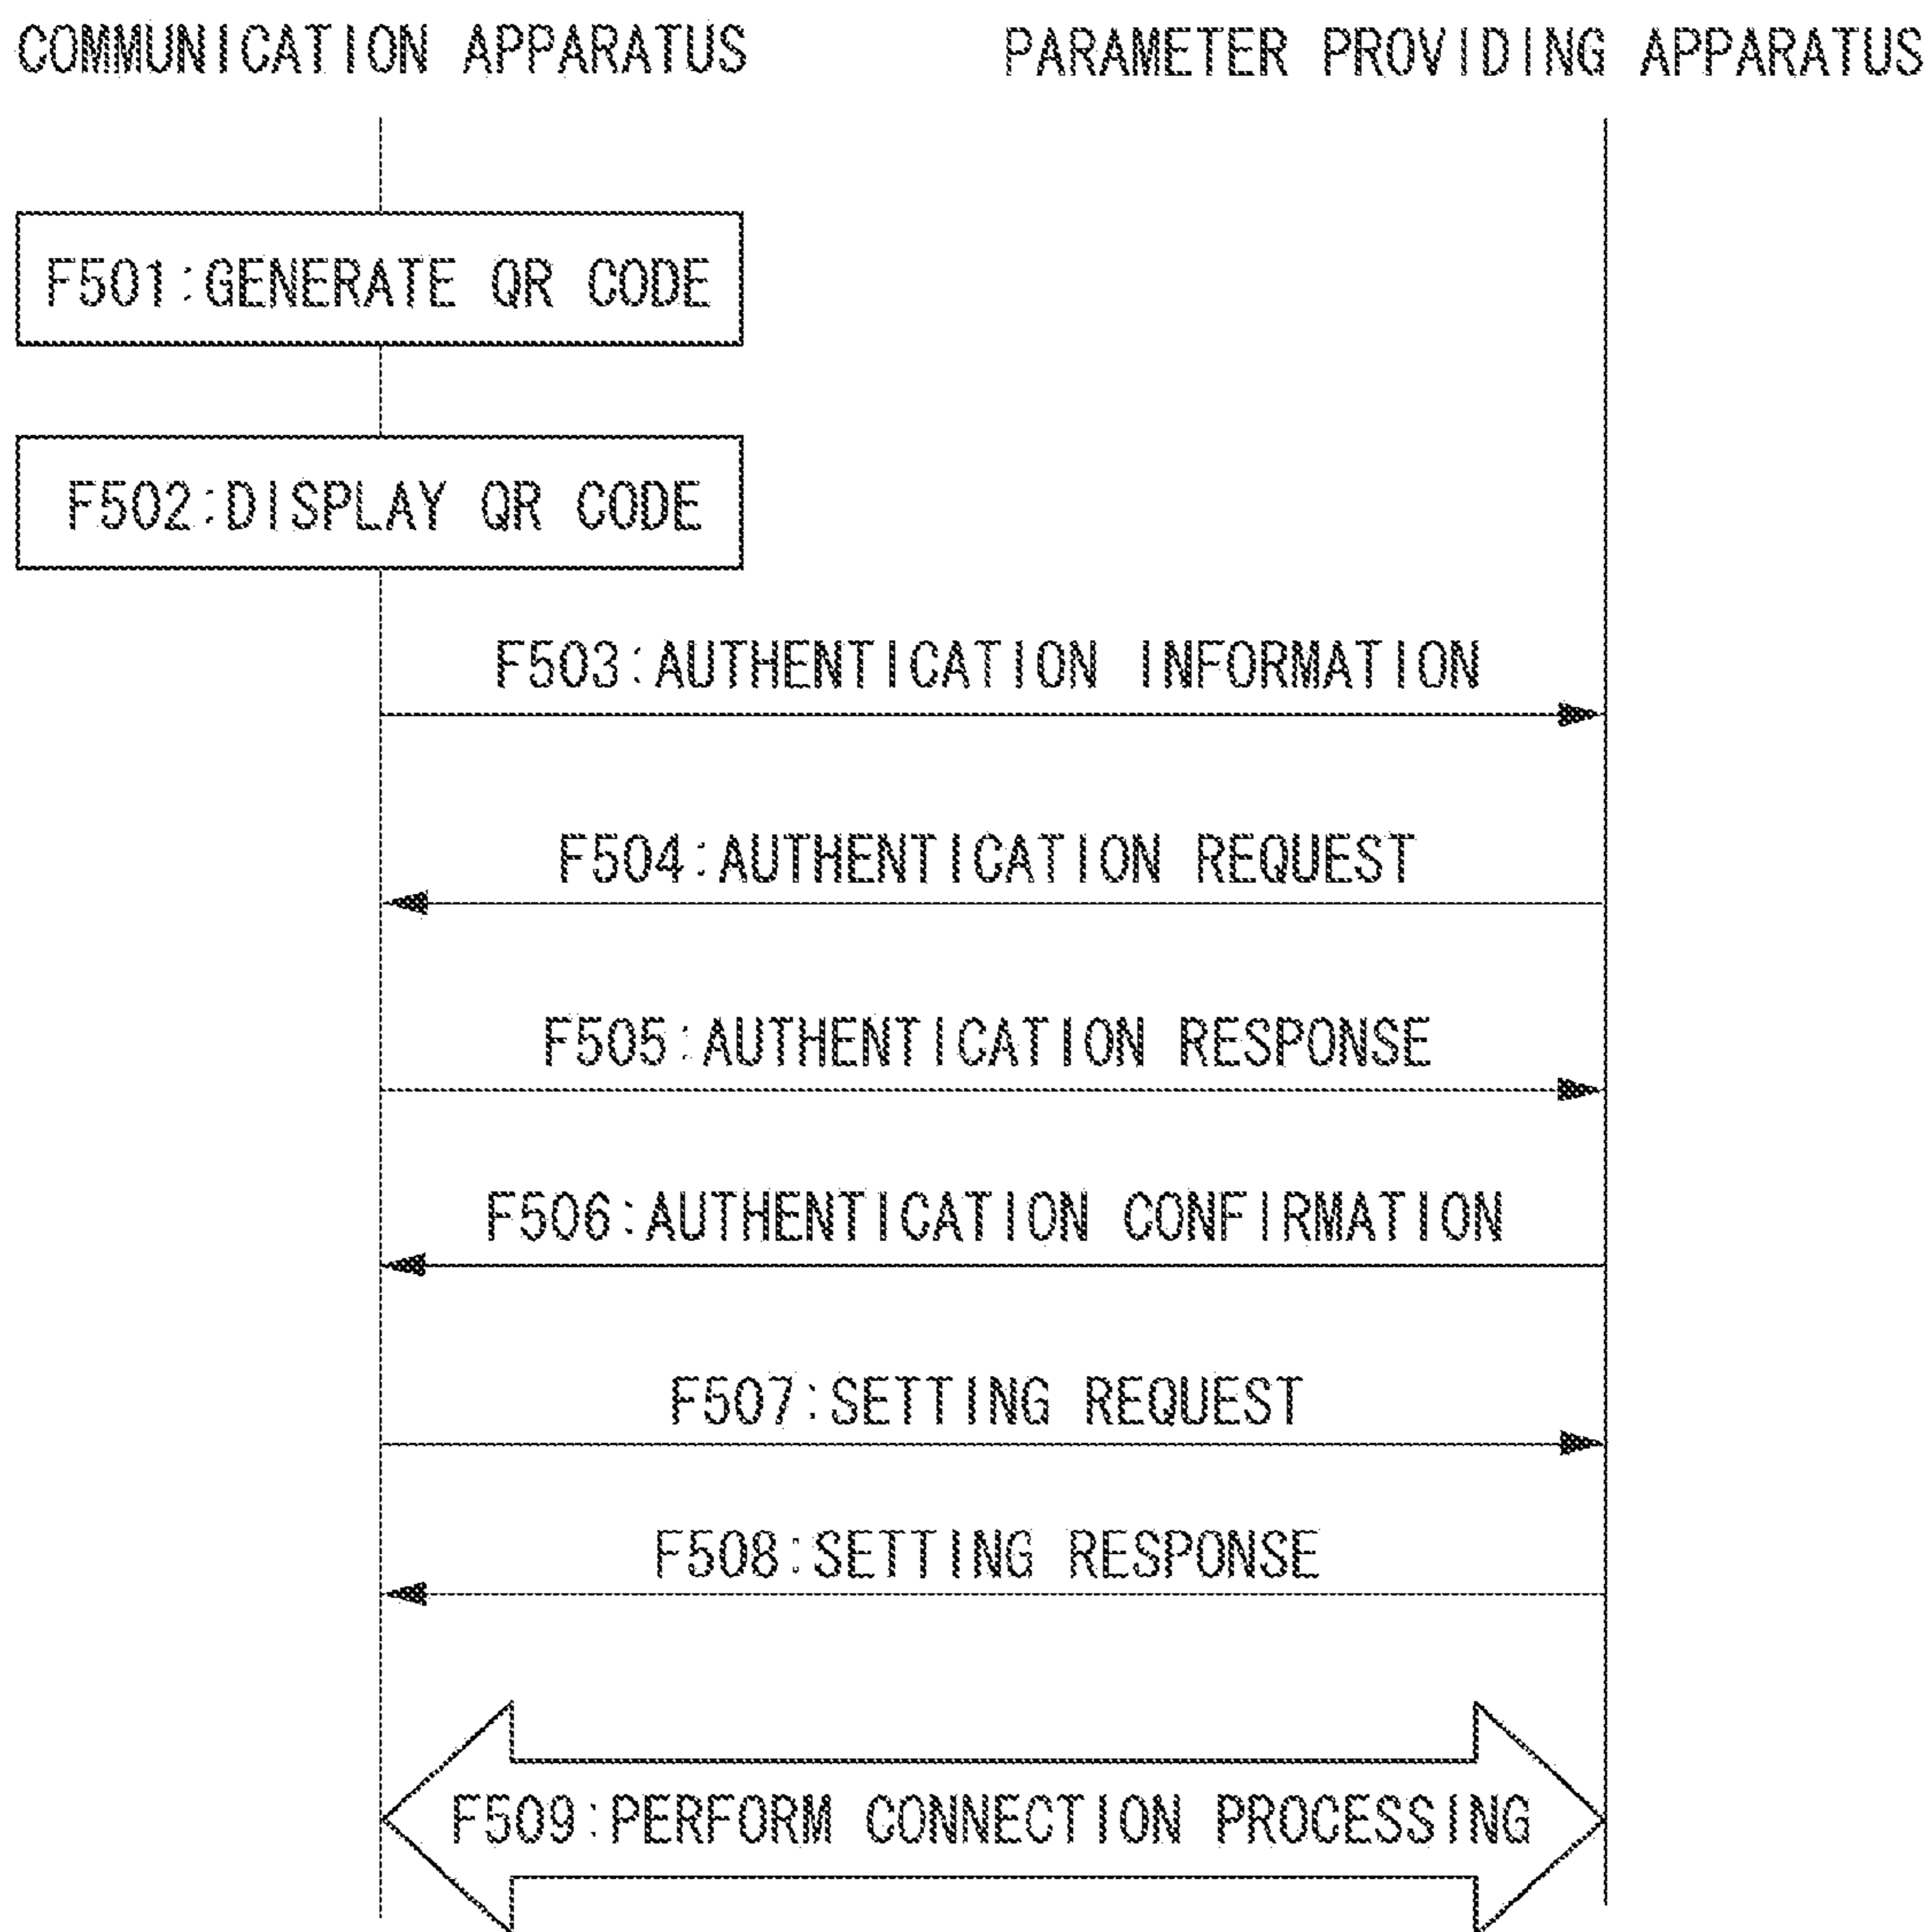 COMMUNICATION APPARATUS
PARAMETER PROVIDING APPARATUS
F501:GENERATE QR CODE
F502:DISPLAY QR CODE
F503:AUTHENTICATION INFORMATION
F504:AUTHENTICATION REQUEST
F505:AUTHENTICATION RESPONSE
F506:AUTHENTICATION CONFIRMATION
F507:SETTING REQUEST
F508:SETTING RESPONSE
F509:PERFORM CONNECTION PROCESSING